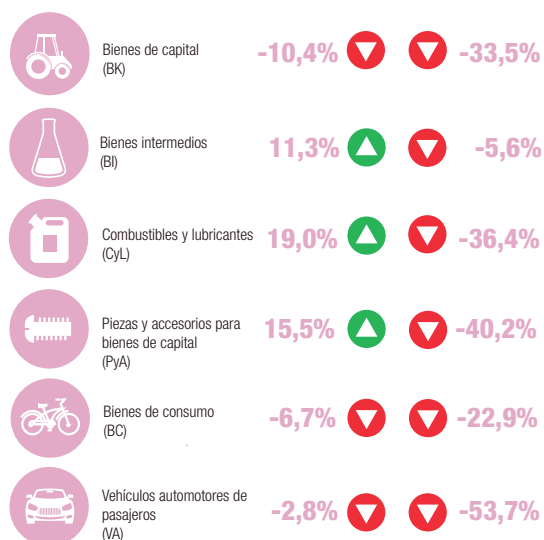 Bienes de capital
(BK)
-10,4%
-33,5%
Bienes intermedios
(BI)
11,3%
-5,6%
Combustibles y lubricantes
(CyL)
19,0%
-36,4%
Piezas y accesorios para
bienes de capital
(PyA)
15,5%
-40,2%
Bienes de consumo
(BC)
-6,7%
-22,9%
Vehículos automotores de
pasajeros
(VA)
-2,8%
-53,7%